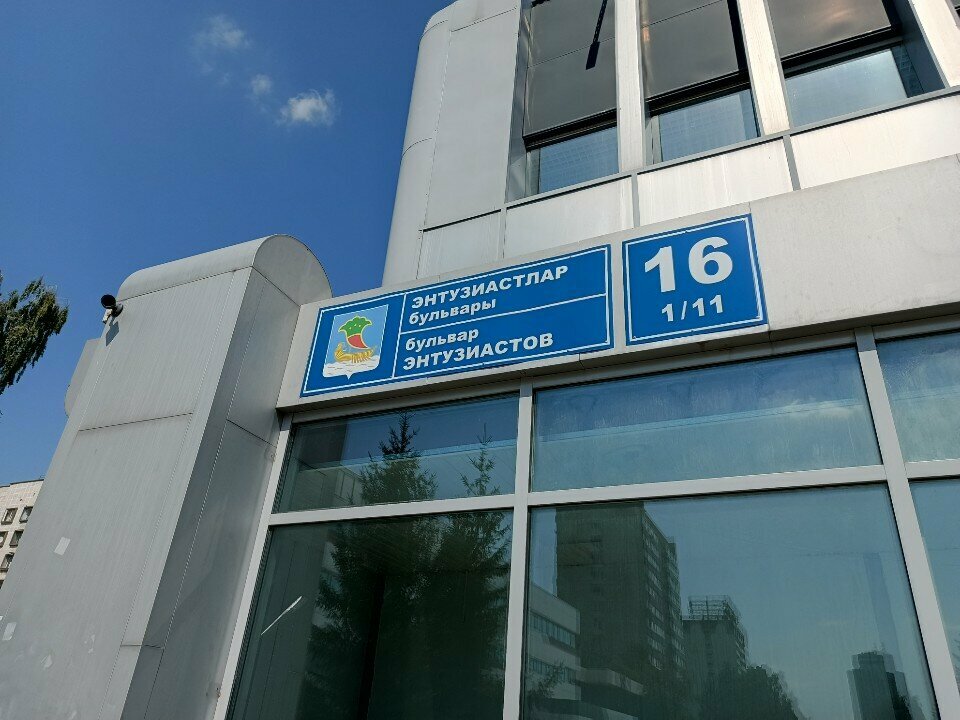 ЭНТУЗИАСТЛАР
бульвары
бульвар
ЭНТУЗИАСТОВ
16
1/11